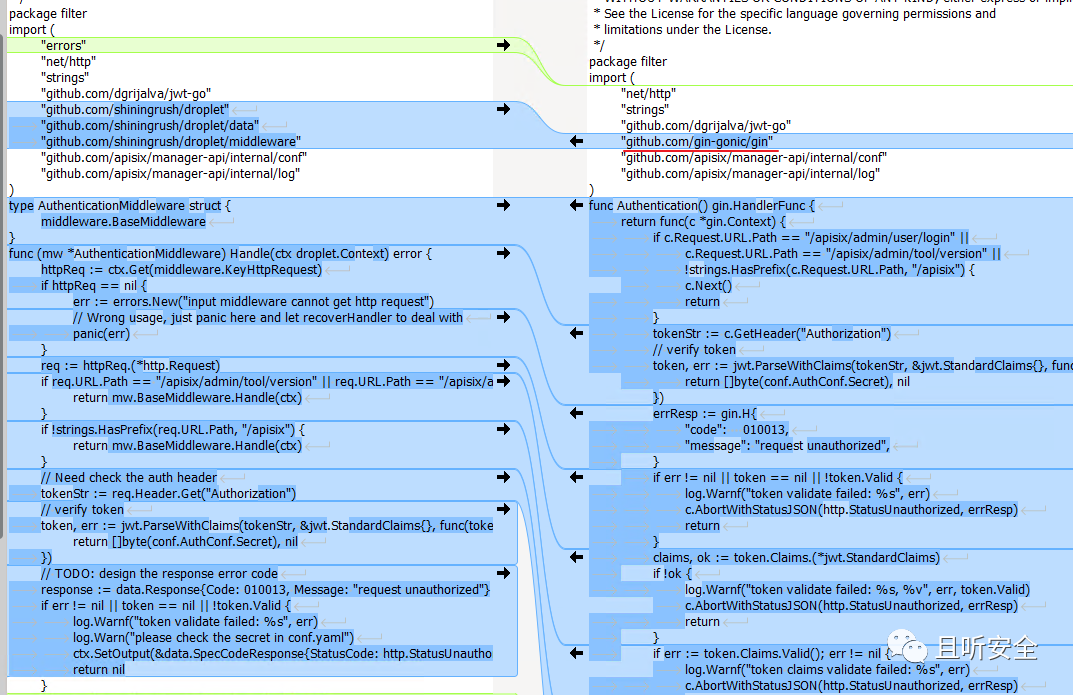 */
package filter
import (
"errors"
"net/http"
"strings"
"github.com/dgrijalva/jwt-go"
"github.com/shiningrush/droplet"
"github.com/shiningrush/droplet/data"
"github.com/shiningrush/droplet/middleware"
"github.com/apisix/manager-api/internal/conf"
"github.com/apisix/manager-api/internal/log"
)
type AuthenticationMiddleware struct {
middleware.BaseMiddleware
}
func (mw *AuthenticationMiddleware) Handle(ctx droplet.Context) error {
httpReq := ctx.Get(middleware.KeyHttpRequest)
if httpReq == nil {
err := errors.New("input middleware cannot get http request")
// Wrong usage, just panic here and let recoverHandler to deal with
panic(err)
}
req := httpReq.(*http.Request)
if req.URL.Path == "/apisix/admin/tool/version" || req.URL.Path == "/apisix/a
return mw.BaseMiddleware.Handle(ctx)
}
if !strings.HasPrefix(req.URL.Path, "/apisix") {
return mw.BaseMiddleware.Handle(ctx)
}
// Need check the auth header
tokenStr := req.Header.Get("Authorization")
// verify token
token, err := jwt.ParseWithClaims(tokenStr, &jwt.StandardClaims{}, func(toke
return []byte(conf.AuthConf.Secret), nil
})
// TODO: design the response error code
response := data.Response{Code: 010013, Message: "request unauthorized"}
if err != nil || token == nil || !token.Valid {
log.Warnf("token validate failed: %s", err)
log.Warn("please check the secret in conf.yaml")
ctx.SetOutput(&data.SpecCodeResponse{StatusCode: http.StatusUnautho
return nil
}
* See the License for the specific language governing permissions and
* limitations under the License.
*/
package filter
import (
"net/http"
"strings"
"github.com/dgrijalva/jwt-go"
"github.com/gin-gonic/gin"
"github.com/apisix/manager-api/internal/conf"
"github.com/apisix/manager-api/internal/log"
)
func Authentication() gin.HandlerFunc {
return func(c *gin.Context) {
if c.Request.URL.Path == "/apisix/admin/user/login" ||
c.Request.URL.Path == "/apisix/admin/tool/version" ||
!strings.HasPrefix(c.Request.URL.Path, "/apisix") {
c.Next()
return
}
tokenStr := c.GetHeader("Authorization")
// verify token
token, err := jwt.ParseWithClaims(tokenStr, &jwt.StandardClaims{}, func
return []byte(conf.AuthConf.Secret), nil
})
errResp := gin.H{
"code": 010013,
"message": "request unauthorized",
}
if err != nil || token == nil || !token.Valid {
log.Warnf("token validate failed: %s", err)
c.AbortWithStatusJSON(http.StatusUnauthorized, errResp)
return
}
claims, ok := token.Claims.(*jwt.StandardClaims)
if !ok {
log.Warnf("token validate failed: %s, %v", err, token.Valid)
c.AbortWithStatusJSON(http.StatusUnauthorized, errResp)
return
}
if err := token.Claims.Valid(); err != nil {
log.Warnf("token claims validate failed: %s", err)
c.AbortWithStatusJSON(http.StatusUnauthorized, errResp)
且听安全